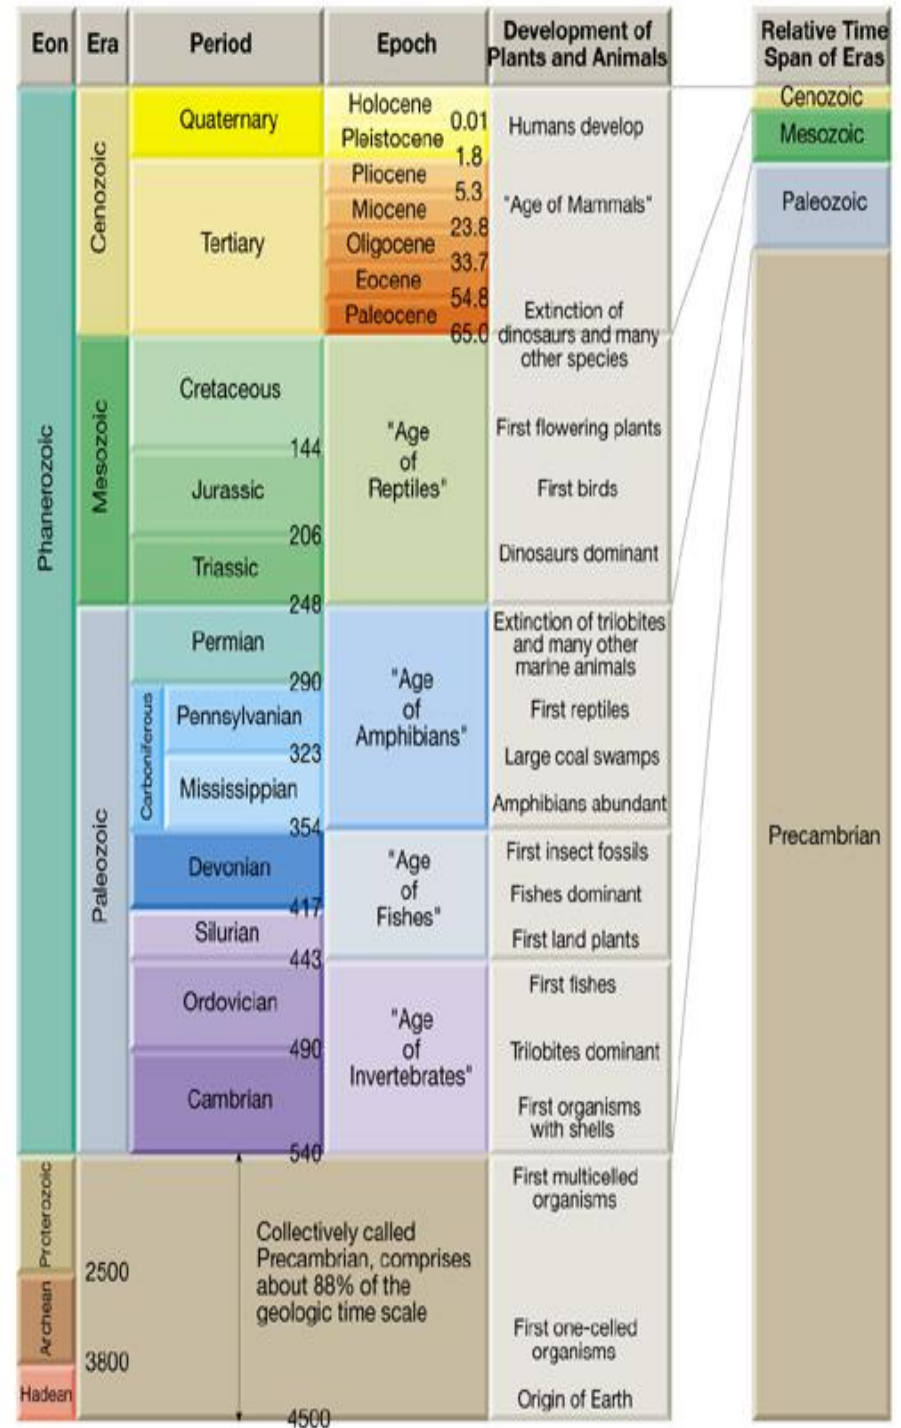 Eon
Era
Period
Epoch
Development of
Plants and Animals
Relative Time
Span of Eras
Phanerozoic
Cenozoic
Quaternary
Holocene
0.01
Pleistocene
1.8
Tertiary
Pliocene
5.3
Miocene
23.8
Oligocene
33.7
Eocene
54.8
Paleocene
65.0
Humans develop
"Age of Mammals"
Extinction of
dinosaurs and many
other species
Mesozoic
Cretaceous
144
Jurassic
206
Triassic
248
"Age
of
Reptiles"
First flowering plants
First birds
Dinosaurs dominant
Paleozoic
Permian
290
Carboniferous
Pennsylvanian
323
Mississippian
354
"Age
of
Amphibians"
Extinction of trilobites
and many other
marine animals
First reptiles
Large coal swamps
Amphibians abundant
Devonian
417
Silurian
443
"Age
of
Fishes"
First insect fossils
Fishes dominant
First land plants
Ordovician
490
Cambrian
540
"Age
of
Invertebrates"
First fishes
Trilobites dominant
First organisms
with shells
Proterozoic
2500
Archean
3800
Hadean
Collectively called
Precambrian, comprises
about 88% of the
geologic time scale
4500
First multicelled
organisms
First one-celled
organisms
Origin of Earth
Cenozoic
Mesozoic
Paleozoic
Precambrian